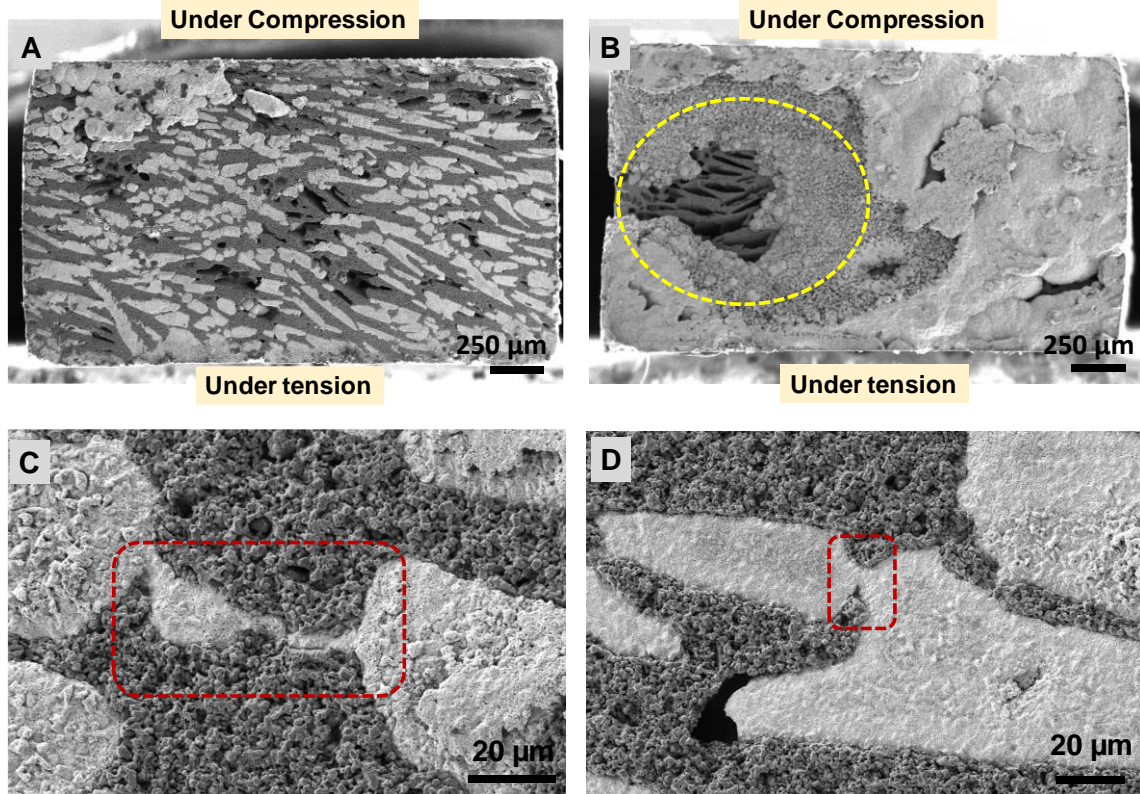 Under Compression
Under Compression
A
B
250 µm
250 µm
Under tension
Under tension
C
D
20 µm
20 µm